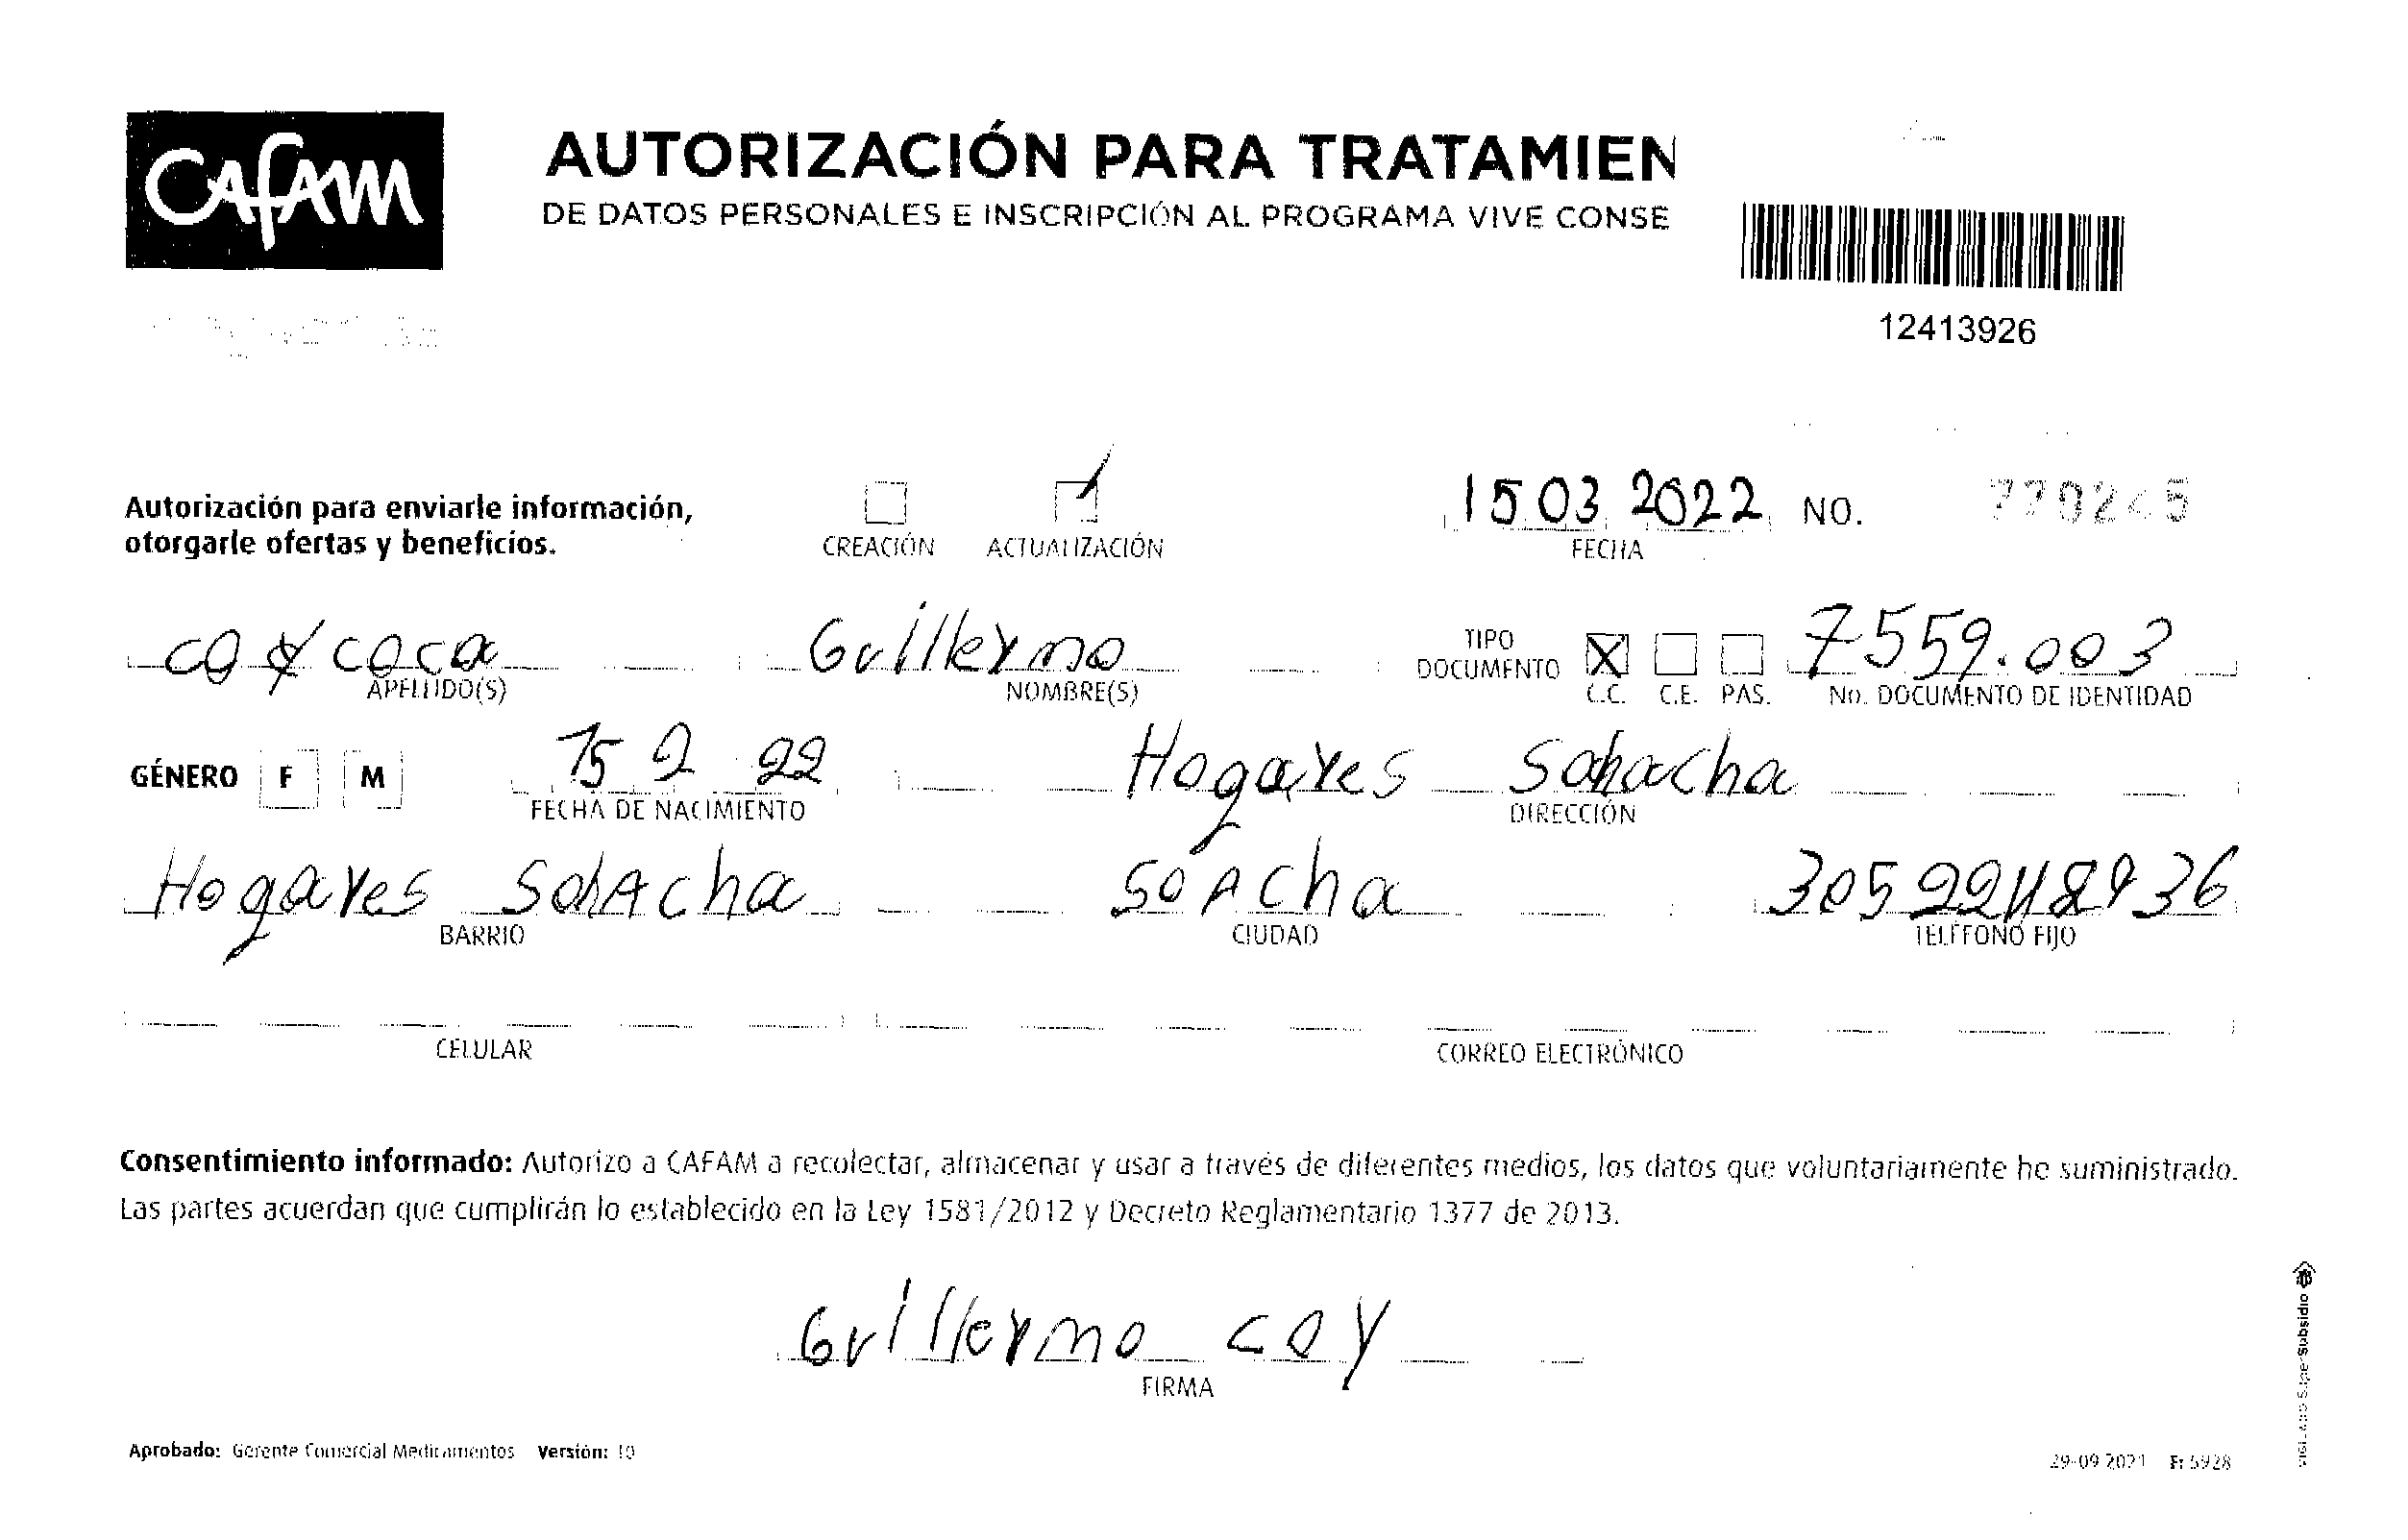 CAFAM
AUTORIZACIÓN PARA TRATAMIEN
DE DATOS PERSONALES E INSCRIPCIÓN AL PROGRAMA VIVE CONSE
12413926
Autorización para enviarle información,
otorgarle ofertas y beneficios.
CREACIÓN ACTUALIZACIÓN
15 03 2022 NO.
FECHA
coy coca Guillermo TIPO DOCUMENTO X 7559.003
APELLIDO(S) NOMBRE(S) C.C. C.E. PAS. No. DOCUMENTO DE IDENTIDAD
GÉNERO F M 15 2 22 Hogares Sohacha
FECHA DE NACIMIENTO DIRECCIÓN
Hogares SohAcha SoAcha
BARRIO CIUDAD TELÉFONO FIJO
CELULAR CORREO ELECTRÓNICO
Consentimiento informado: Autorizo a CAFAM a recolectar, almacenar y usar a través de diferentes medios, los datos que voluntariamente he suministrado.
Las partes acuerdan que cumplirán lo establecido en la Ley 1581/2012 y Decreto Reglamentario 1377 de 2013.
Guillermo coy
FIRMA
Aprobado: Gerente Comercial Medicamentos Versión: 10
29-09 2021 F: 5928